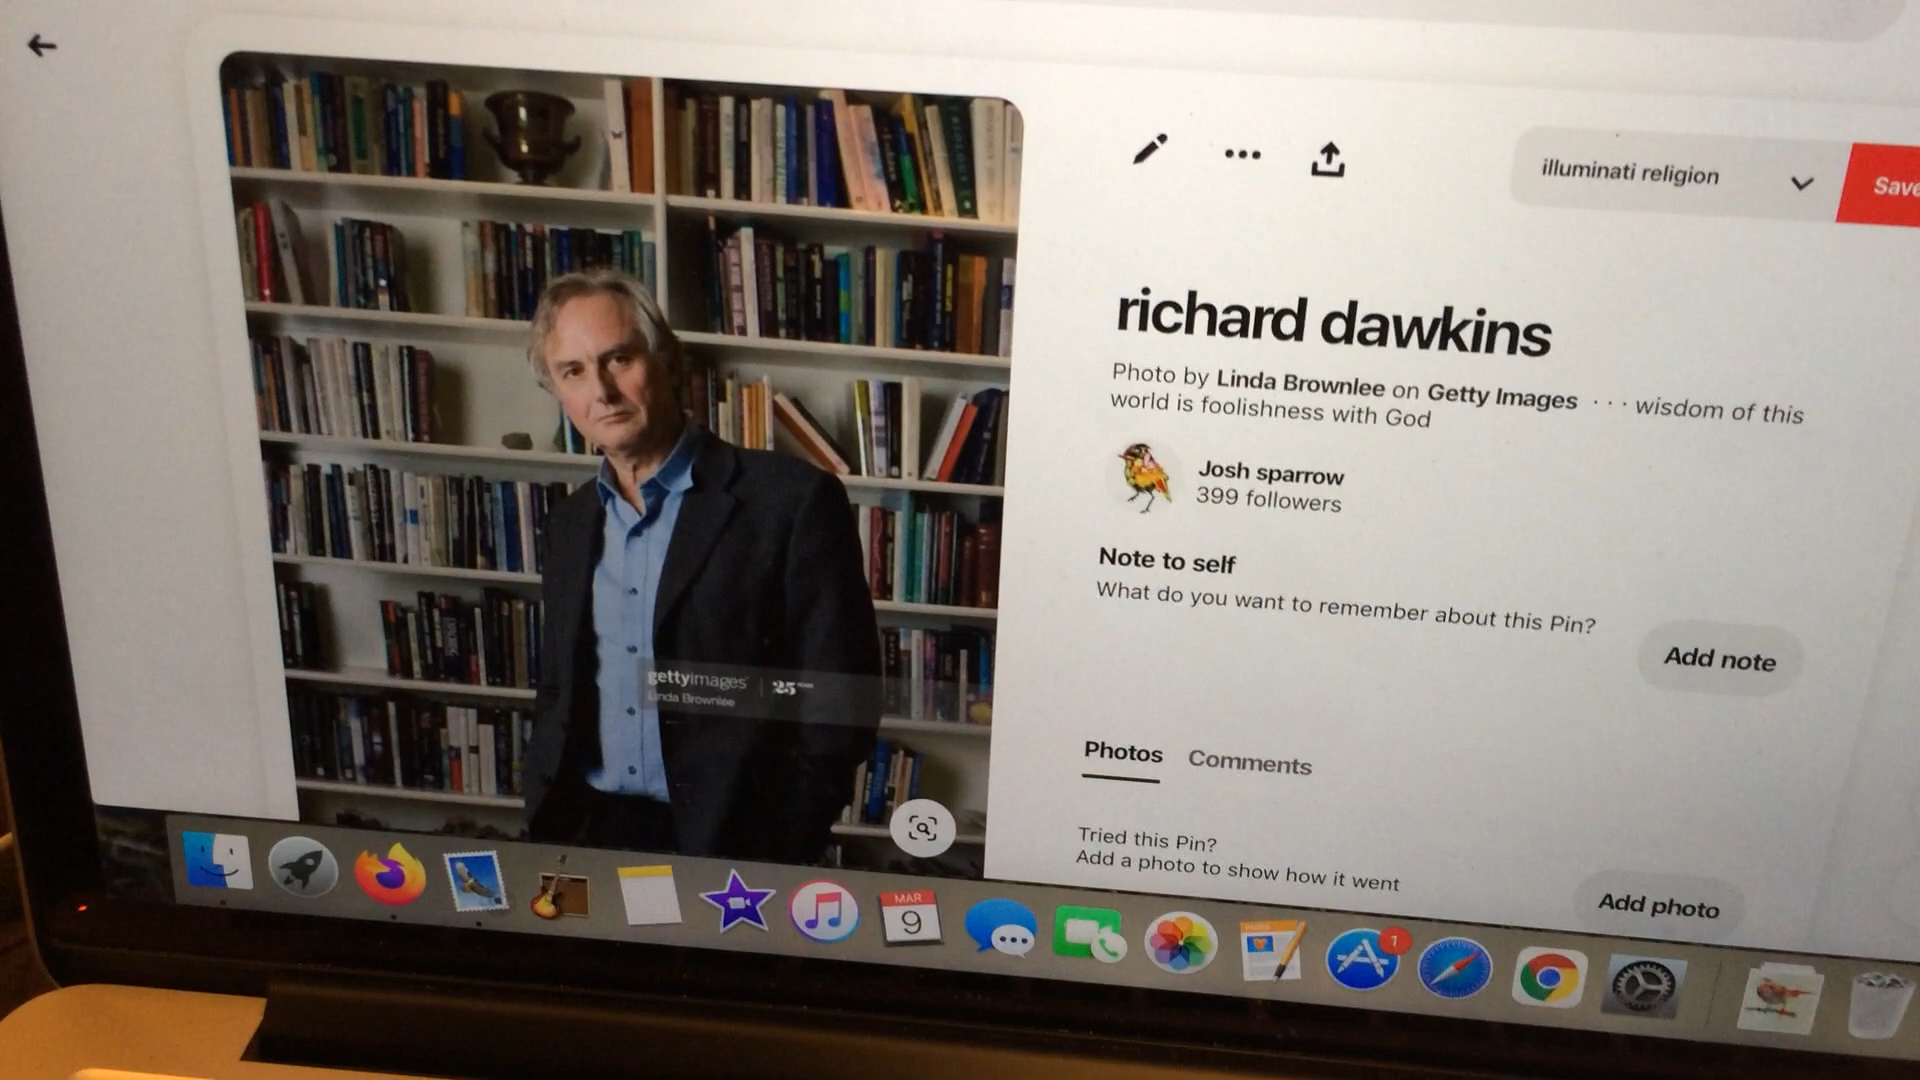 illuminati religion
Save
richard dawkins
Photo by Linda Brownlee on Getty Images · · · wisdom of this
world is foolishness with God
Josh sparrow
399 followers
Note to self
What do you want to remember about this Pin?
Add note
gettyimages
25
Linda Brownlee
Photos Comments
Tried this Pin?
Add a photo to show how it went
Add photo
MAR
9
1